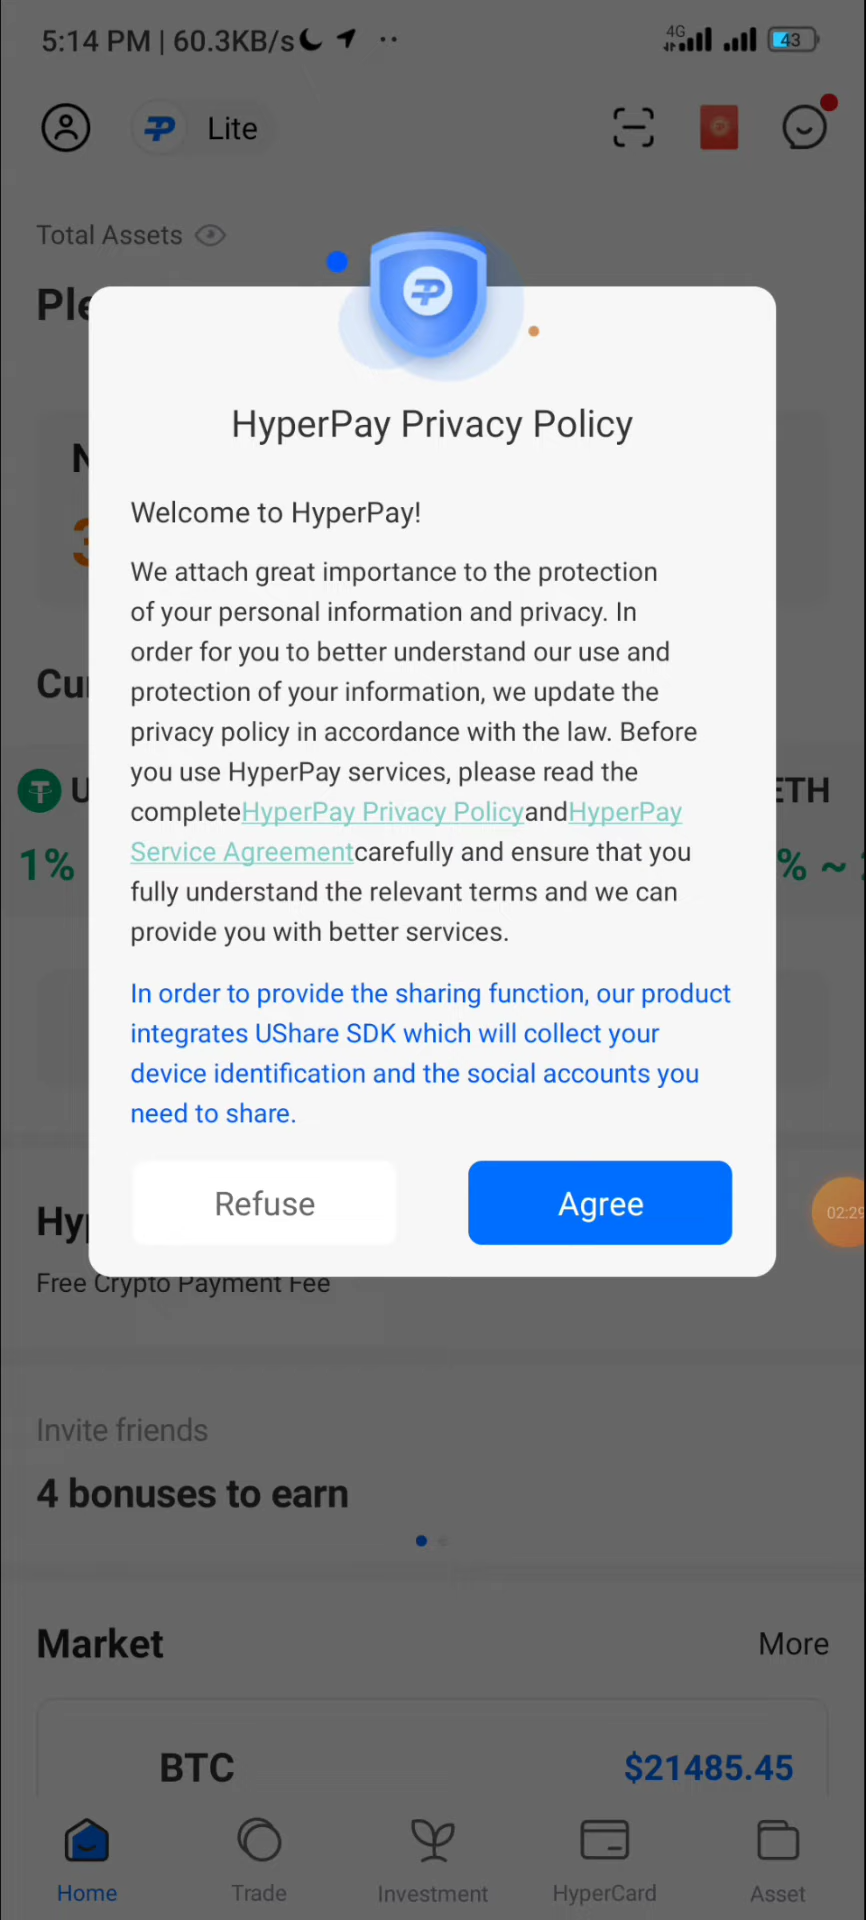 5:14 PM | 60.3KB/s
4G
43
Lite
Total Assets
HyperPay Privacy Policy
Welcome to HyperPay!
We attach great importance to the protection
of your personal information and privacy. In
order for you to better understand our use and
protection of your information, we update the
privacy policy in accordance with the law. Before
you use HyperPay services, please read the
completeHyperPay Privacy PolicyandHyperPay
Service Agreementcarefully and ensure that you
fully understand the relevant terms and we can
provide you with better services.
In order to provide the sharing function, our product
integrates UShare SDK which will collect your
device identification and the social accounts you
need to share.
Refuse
Agree
ETH
1%
% ~
02:29
Free Crypto Payment Fee
Invite friends
4 bonuses to earn
Market
More
BTC
$21485.45
Home
Trade
Investment
HyperCard
Asset